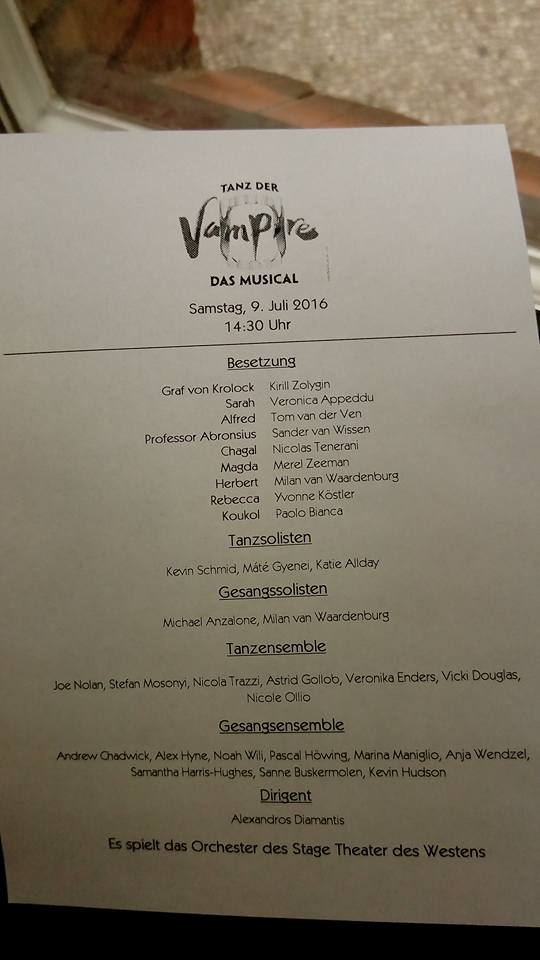 TANZ DER
Vampire
DAS MUSICAL
Samstag, 9. Juli 2016
14:30 Uhr
Besetzung
Graf von Krolock Kirill Zolygin
Sarah Veronica Appeddu
Alfred Tom van der Ven
Professor Abronsius Sander van Wissen
Chagal Nicolas Tenerani
Magda Merel Zeeman
Herbert Milan van Waardenburg
Rebecca Yvonne Köstler
Koukol Paolo Bianca
Tanzsolisten
Kevin Schmid, Máté Gyenei, Katie Allday
Gesangssolisten
Michael Anzalone, Milan van Waardenburg
Tanzensemble
Joe Nolan, Stefan Mosonyi, Nicola Trazzi, Astrid Gollob, Veronika Enders, Vicki Douglas,
Nicole Ollio
Gesangsensemble
Andrew Chadwick, Alex Hyne, Noah Wili, Pascal Höwing, Marina Maniglio, Anja Wendzel,
Samantha Harris-Hughes, Sanne Buskermolen, Kevin Hudson
Dirigent
Alexandros Diamantis
Es spielt das Orchester des Stage Theater des Westens